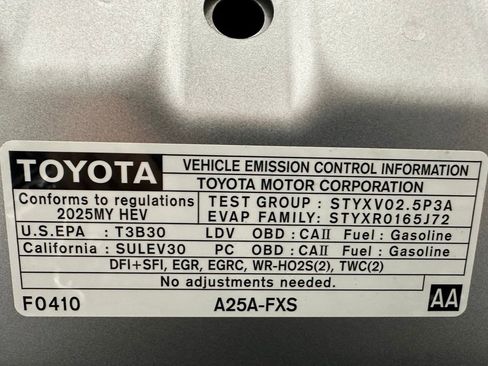 TOYOTA VEHICLE EMISSION CONTROL INFORMATION
TOYOTA MOTOR CORPORATION
Conforms to regulations TEST GROUP : STYXV02.5P3A
2025MY HEV EVAP FAMILY: STYXR0165J72
U.S.EPA : T3B30 LDV OBD : CAII Fuel : Gasoline
California : SULEV30 PC OBD : CAII Fuel : Gasoline
DFI+SFI, EGR, EGRC, WR-HO2S(2), TWC(2)
No adjustments needed.
F0410 A25A-FXS AA